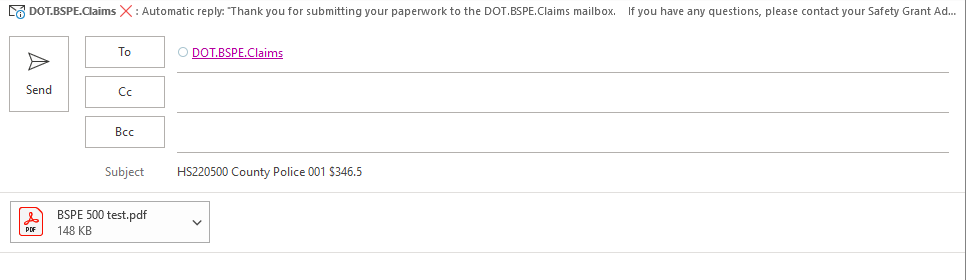 DOT.BSPE.Claims : Automatic reply: "Thank you for submitting your paperwork to the DOT.BSPE.Claims mailbox. If you have any questions, please contact your Safety Grant Ad...
Send
To
DOT.BSPE.Claims
Cc
Bcc
Subject
HS220500 County Police 001 $346.5
PDF
BSPE 500 test.pdf
148 KB